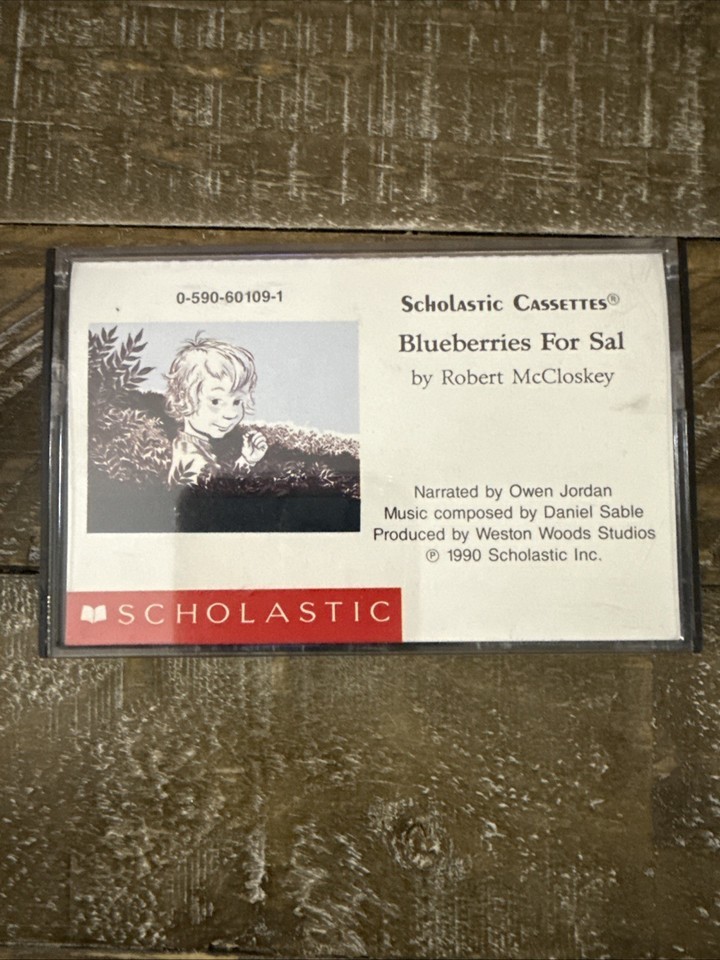 0-590-60109-1
Scholastic Cassettes®
Blueberries For Sal
by Robert McCloskey
Narrated by Owen Jordan
Music composed by Daniel Sable
Produced by Weston Woods Studios
℗ 1990 Scholastic Inc.
SCHOLASTIC